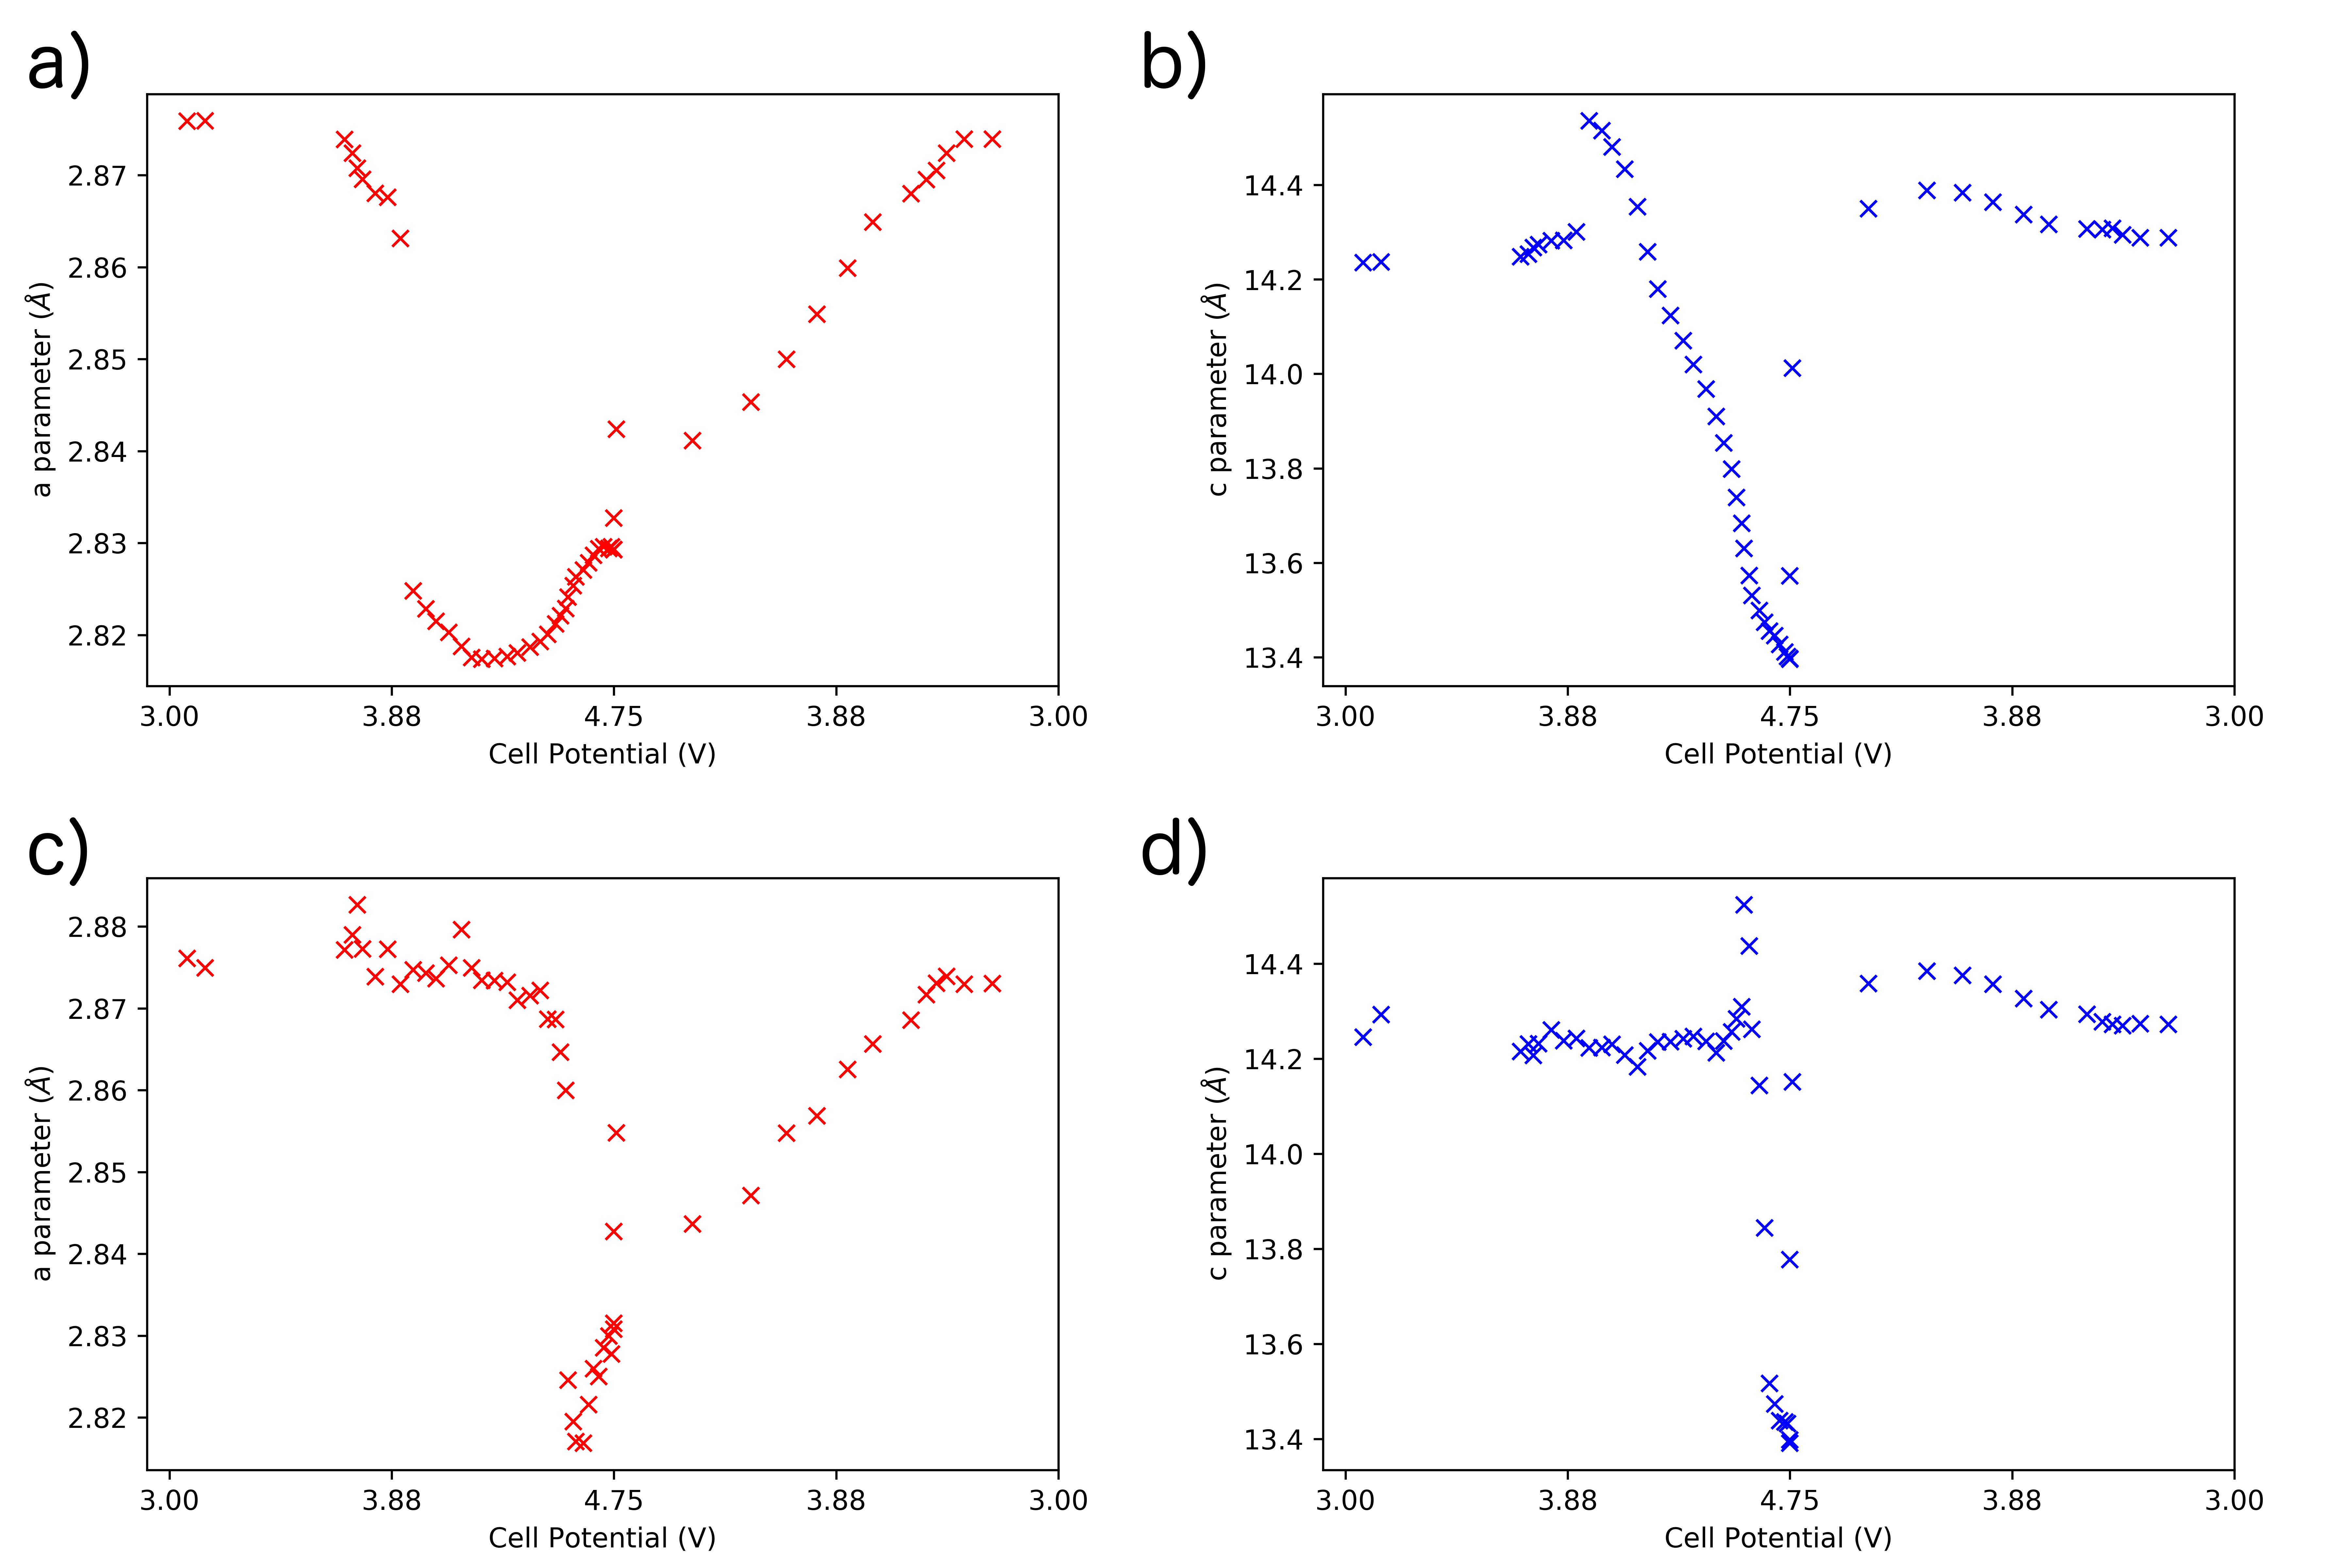 a)
2.87
2.86
2.85
2.84
2.83
2.82
a parameter (Å)
3.00 3.88 4.75 3.88 3.00
Cell Potential (V)
b)
14.4
14.2
14.0
13.8
13.6
13.4
c parameter (Å)
3.00 3.88 4.75 3.88 3.00
Cell Potential (V)
c)
2.88
2.87
2.86
2.85
2.84
2.83
2.82
a parameter (Å)
3.00 3.88 4.75 3.88 3.00
Cell Potential (V)
d)
14.4
14.2
14.0
13.8
13.6
13.4
c parameter (Å)
3.00 3.88 4.75 3.88 3.00
Cell Potential (V)